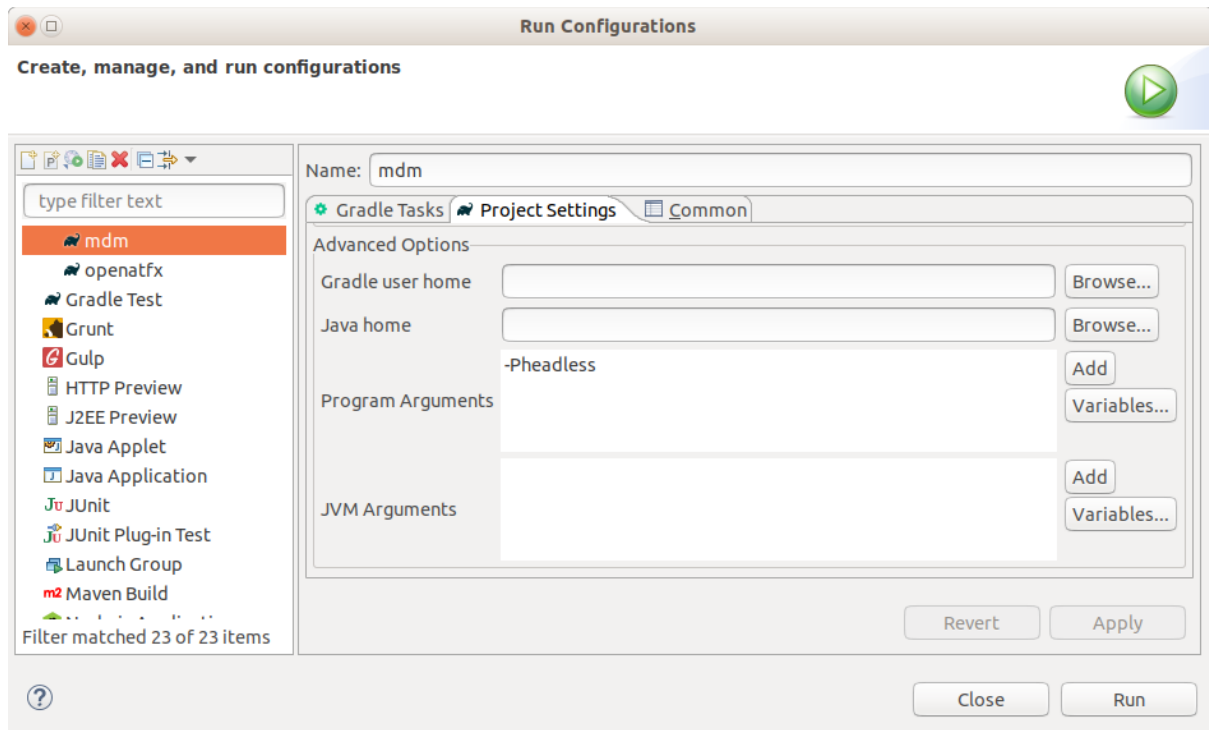 Run Configurations
Create, manage, and run configurations
type filter text
mdm
openatfx
Gradle Test
Grunt
Gulp
HTTP Preview
J2EE Preview
Java Applet
Java Application
JUnit
JUnit Plug-in Test
Launch Group
m2 Maven Build
Filter matched 23 of 23 items
Name: mdm
Gradle Tasks Project Settings Common
Advanced Options
Gradle user home Browse...
Java home Browse...
Program Arguments -Pheadless Add
Variables...
JVM Arguments Add
Variables...
Revert Apply
Close Run